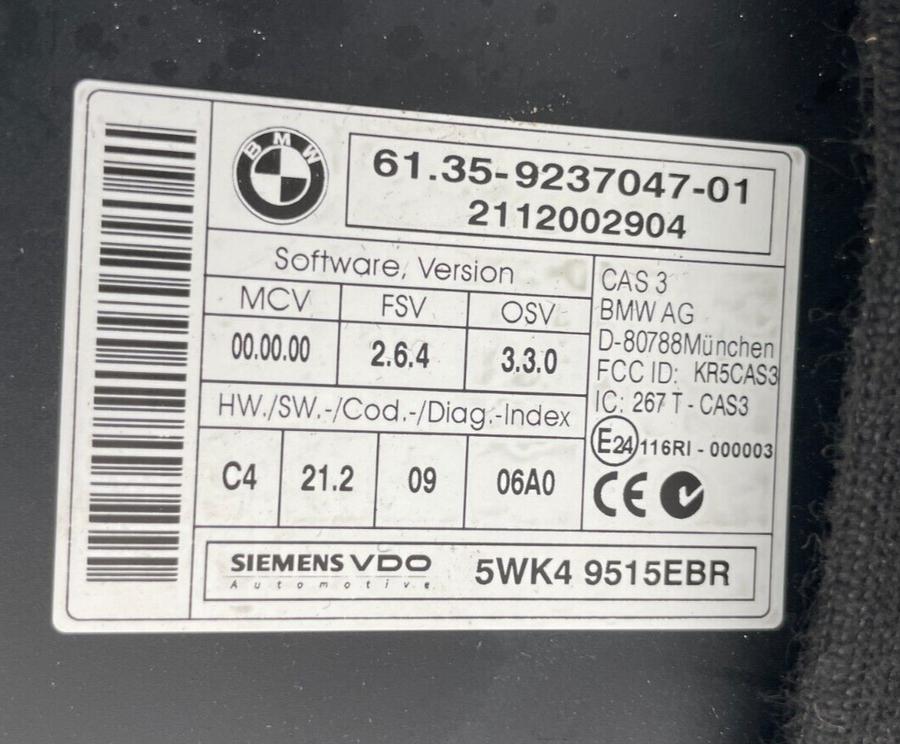 BMW
61.35-9237047-01
2112002904
Software, Version
MCV FSV OSV
00.00.00 2.6.4 3.3.0
HW./SW.-/Cod.-/Diag.-Index
C4 21.2 09 06A0
CAS 3
BMW AG
D-80788München
FCC ID: KR5CAS3
IC: 267 T - CAS3
E24 116RI - 000003
CE
SIEMENS VDO
Automotive
5WK4 9515EBR